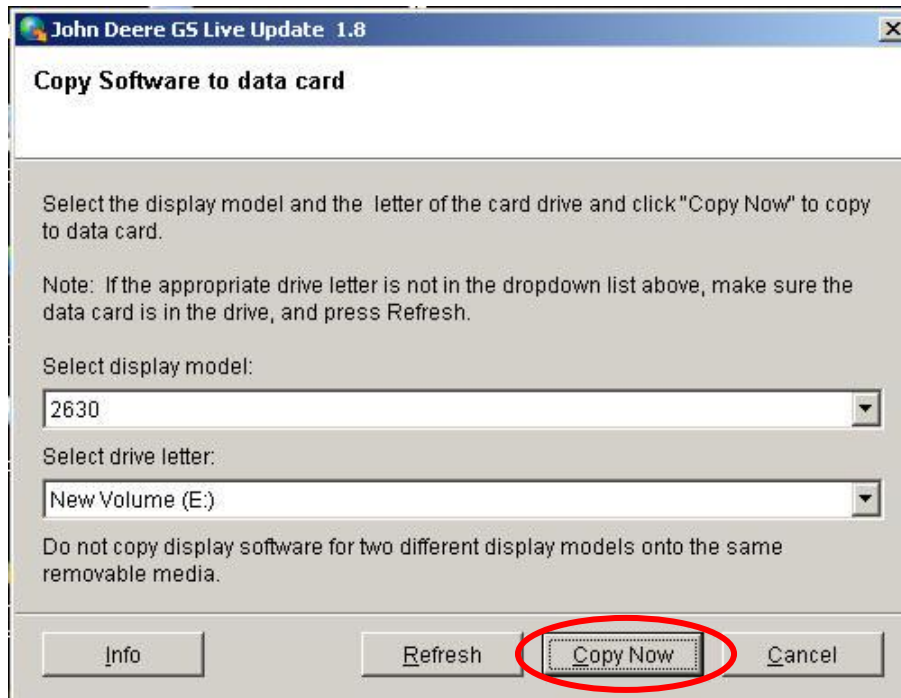 John Deere GS Live Update 1.8
Copy Software to data card
Select the display model and the letter of the card drive and click "Copy Now" to copy
to data card.
Note: If the appropriate drive letter is not in the dropdown list above, make sure the
data card is in the drive, and press Refresh.
Select display model:
2630
Select drive letter:
New Volume (E:)
Do not copy display software for two different display models onto the same
removable media.
Info Refresh Copy Now Cancel